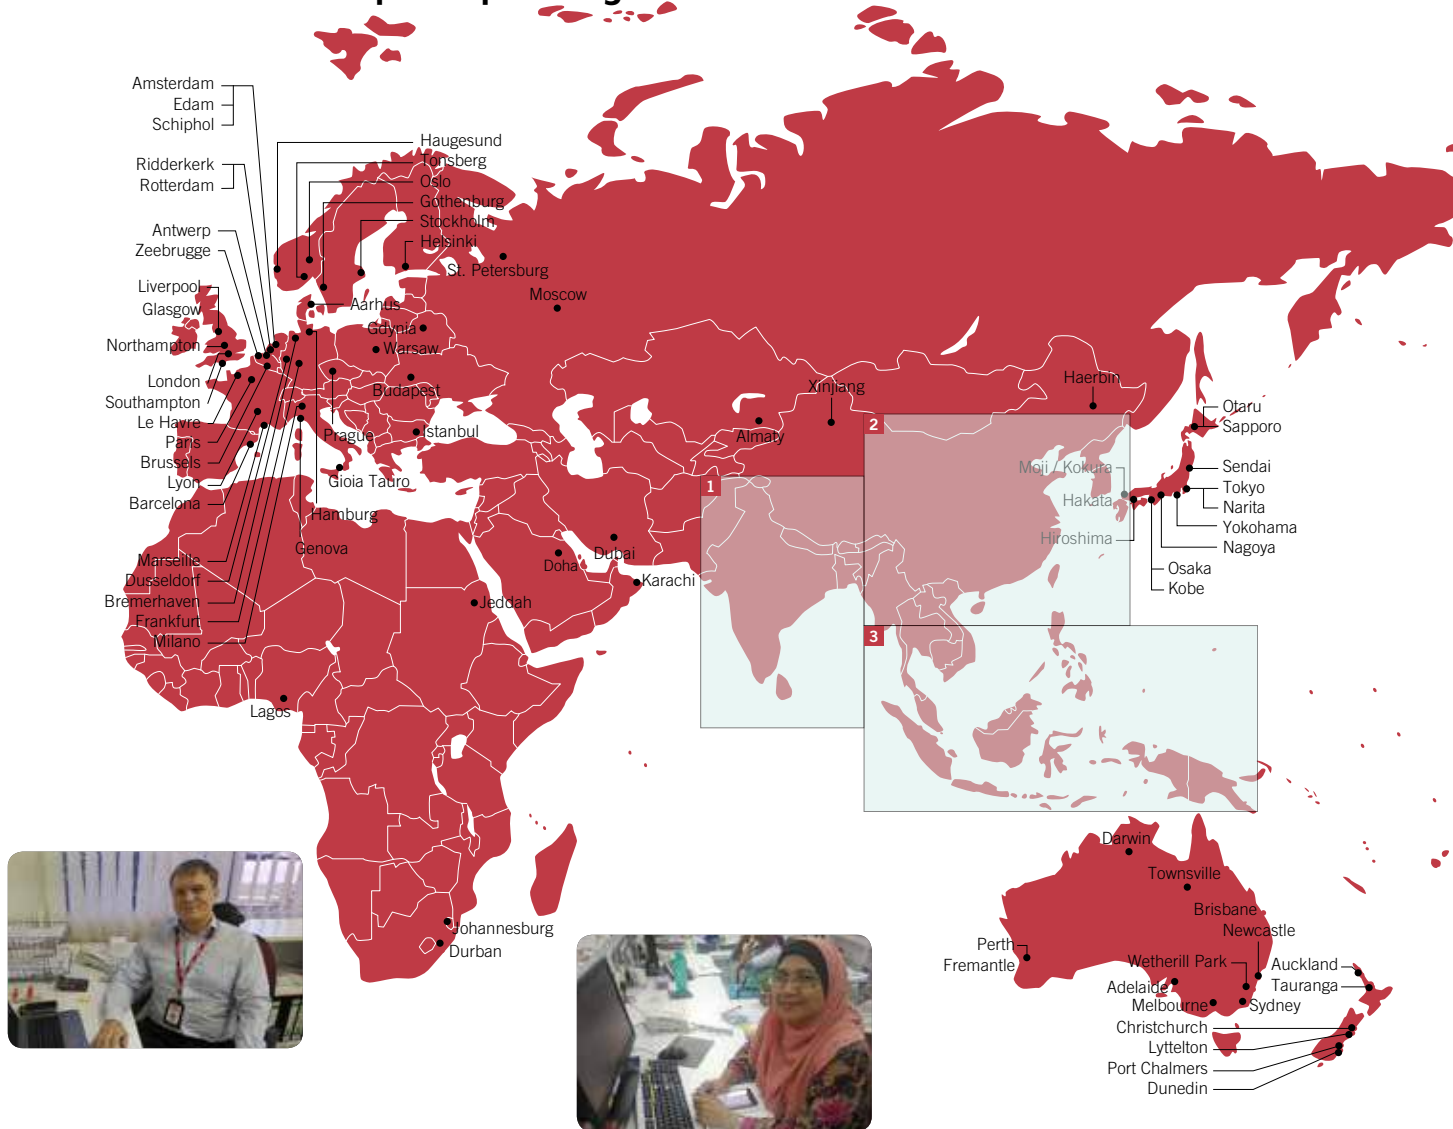 Amsterdam
Edam
Schiphol
Ridderkerk
Rotterdam
Antwerp
Zeebrugge
Liverpool
Glasgow
Northampton
London
Southampton
Le Havre
Paris
Brussels
Lyon
Barcelona
Marseille
Dusseldorf
Bremerhaven
Frankfurt
Milano
Haugesund
Tonsberg
Oslo
Gothenburg
Stockholm
Helsinki
St. Petersburg
Moscow
Aarhus
Gdynia
Warsaw
Budapest
Prague
Istanbul
Gioia Tauro
Hamburg
Genova
Doha
Dubai
Karachi
Jeddah
Lagos
Johannesburg
Durban
Almaty
Xinjiang
Haerbin
1
2
3
Moji / Kokura
Hakata
Hiroshima
Otaru
Sapporo
Sendai
Tokyo
Narita
Yokohama
Nagoya
Osaka
Kobe
Darwin
Townsville
Brisbane
Newcastle
Perth
Fremantle
Wetherill Park
Adelaide
Melbourne
Sydney
Auckland
Tauranga
Christchurch
Lyttelton
Port Chalmers
Dunedin